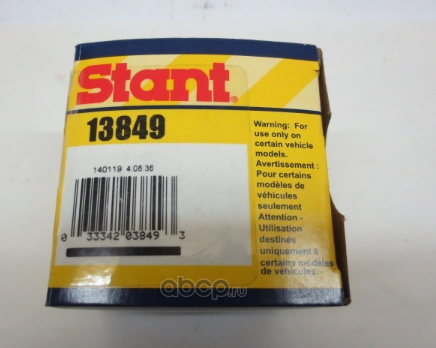 Stant®
13849
140119 4:08:36
0 33342 03849 3
Warning: For
use only on
certain vehicle
models.
Avertissement :
Pour certains
modèles de
véhicules
seulement
Attention -
Utilisation
destinée
uniquement à
certains modèles
de véhicules.
abcp.ru